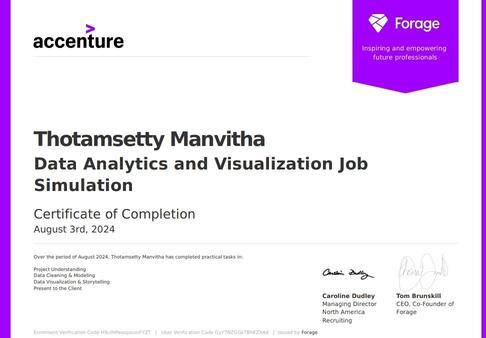 accenture
Forage
Inspiring and empowering
future professionals
Thotamsetty Manvitha
Data Analytics and Visualization Job
Simulation
Certificate of Completion
August 3rd, 2024
Over the period of August 2024, Thotamsetty Manvitha has completed practical tasks in:
Project Understanding
Data Cleaning & Modeling
Data Visualization & Storytelling
Present to the Client
Caroline Dudley
Managing Director
North America
Recruiting
Tom Brunskill
CEO, Co-Founder of
Forage
Enrolment Verification Code | User Verification Code | Issued by Forage